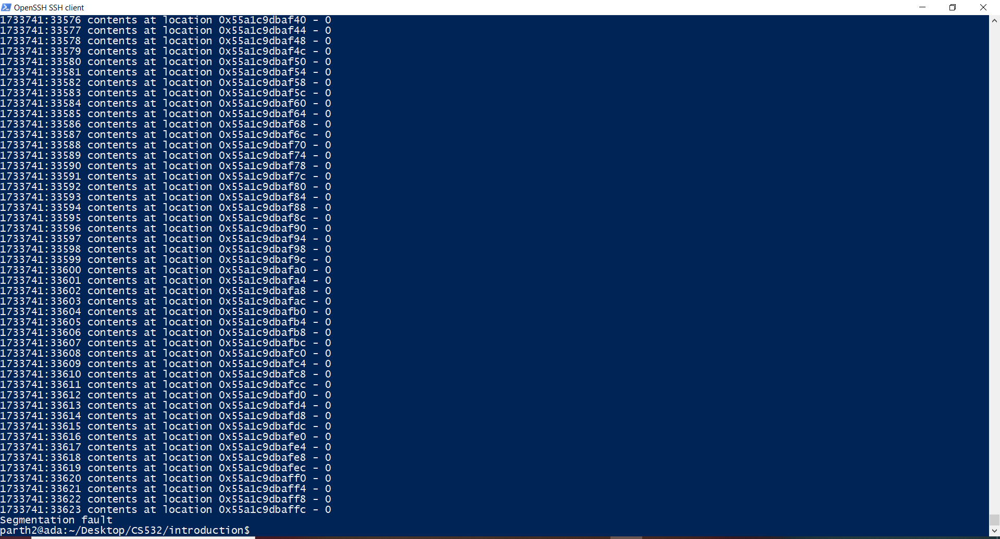 OpenSSH SSH client
1733741:33576 contents at location 0x55a1c9dbaf40 - 0
1733741:33577 contents at location 0x55a1c9dbaf44 - 0
1733741:33578 contents at location 0x55a1c9dbaf48 - 0
1733741:33579 contents at location 0x55a1c9dbaf4c - 0
1733741:33580 contents at location 0x55a1c9dbaf50 - 0
1733741:33581 contents at location 0x55a1c9dbaf54 - 0
1733741:33582 contents at location 0x55a1c9dbaf58 - 0
1733741:33583 contents at location 0x55a1c9dbaf5c - 0
1733741:33584 contents at location 0x55a1c9dbaf60 - 0
1733741:33585 contents at location 0x55a1c9dbaf64 - 0
1733741:33586 contents at location 0x55a1c9dbaf68 - 0
1733741:33587 contents at location 0x55a1c9dbaf6c - 0
1733741:33588 contents at location 0x55a1c9dbaf70 - 0
1733741:33589 contents at location 0x55a1c9dbaf74 - 0
1733741:33590 contents at location 0x55a1c9dbaf78 - 0
1733741:33591 contents at location 0x55a1c9dbaf7c - 0
1733741:33592 contents at location 0x55a1c9dbaf80 - 0
1733741:33593 contents at location 0x55a1c9dbaf84 - 0
1733741:33594 contents at location 0x55a1c9dbaf88 - 0
1733741:33595 contents at location 0x55a1c9dbaf8c - 0
1733741:33596 contents at location 0x55a1c9dbaf90 - 0
1733741:33597 contents at location 0x55a1c9dbaf94 - 0
1733741:33598 contents at location 0x55a1c9dbaf98 - 0
1733741:33599 contents at location 0x55a1c9dbaf9c - 0
1733741:33600 contents at location 0x55a1c9dbafa0 - 0
1733741:33601 contents at location 0x55a1c9dbafa4 - 0
1733741:33602 contents at location 0x55a1c9dbafa8 - 0
1733741:33603 contents at location 0x55a1c9dbafac - 0
1733741:33604 contents at location 0x55a1c9dbafb0 - 0
1733741:33605 contents at location 0x55a1c9dbafb4 - 0
1733741:33606 contents at location 0x55a1c9dbafb8 - 0
1733741:33607 contents at location 0x55a1c9dbafbc - 0
1733741:33608 contents at location 0x55a1c9dbafc0 - 0
1733741:33609 contents at location 0x55a1c9dbafc4 - 0
1733741:33610 contents at location 0x55a1c9dbafc8 - 0
1733741:33611 contents at location 0x55a1c9dbafcc - 0
1733741:33612 contents at location 0x55a1c9dbafd0 - 0
1733741:33613 contents at location 0x55a1c9dbafd4 - 0
1733741:33614 contents at location 0x55a1c9dbafd8 - 0
1733741:33615 contents at location 0x55a1c9dbafdc - 0
1733741:33616 contents at location 0x55a1c9dbafe0 - 0
1733741:33617 contents at location 0x55a1c9dbafe4 - 0
1733741:33618 contents at location 0x55a1c9dbafe8 - 0
1733741:33619 contents at location 0x55a1c9dbafec - 0
1733741:33620 contents at location 0x55a1c9dbaff0 - 0
1733741:33621 contents at location 0x55a1c9dbaff4 - 0
1733741:33622 contents at location 0x55a1c9dbaff8 - 0
1733741:33623 contents at location 0x55a1c9dbaffc - 0
Segmentation fault
parth2@ada:~/Desktop/CS532/introduction$